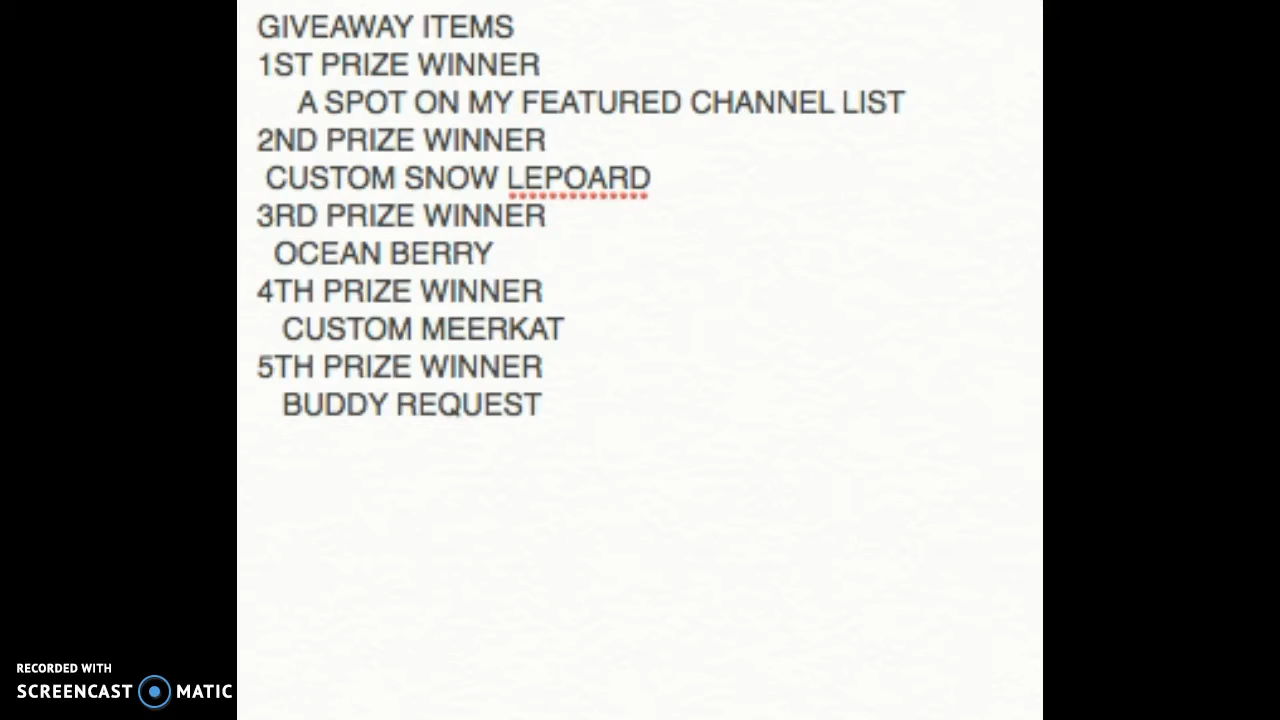 GIVEAWAY ITEMS
1ST PRIZE WINNER
A SPOT ON MY FEATURED CHANNEL LIST
2ND PRIZE WINNER
CUSTOM SNOW LEPOARD
3RD PRIZE WINNER
OCEAN BERRY
4TH PRIZE WINNER
CUSTOM MEERKAT
5TH PRIZE WINNER
BUDDY REQUEST
RECORDED WITH
SCREENCAST MATIC